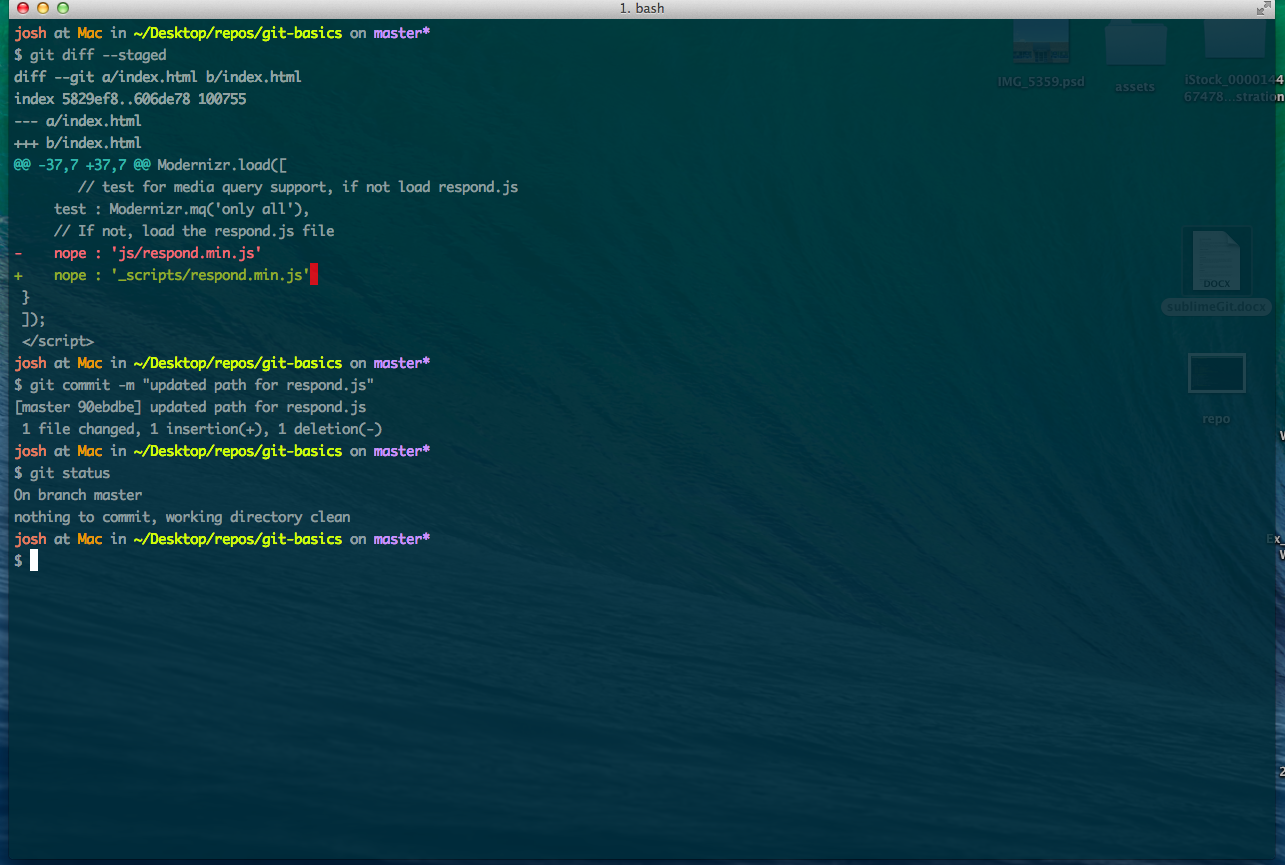 1. bash
josh at Mac in ~/Desktop/repos/git-basics on master*
$ git diff --staged
diff --git a/index.html b/index.html
index 5829ef8..606de78 100755
--- a/index.html
+++ b/index.html
@@ -37,7 +37,7 @@ Modernizr.load([
        // test for media query support, if not load respond.js
     test : Modernizr.mq('only all'),
     // If not, load the respond.js file
-    nope : 'js/respond.min.js'
+    nope : '_scripts/respond.min.js'
 }
 ]);
 </script>
josh at Mac in ~/Desktop/repos/git-basics on master*
$ git commit -m "updated path for respond.js"
[master 90ebdbe] updated path for respond.js
 1 file changed, 1 insertion(+), 1 deletion(-)
josh at Mac in ~/Desktop/repos/git-basics on master*
$ git status
On branch master
nothing to commit, working directory clean
josh at Mac in ~/Desktop/repos/git-basics on master*
$
IMG_5359.psd
assets
iStock_0000144
67478...stration
DOCX
sublimeGit.docx
repo